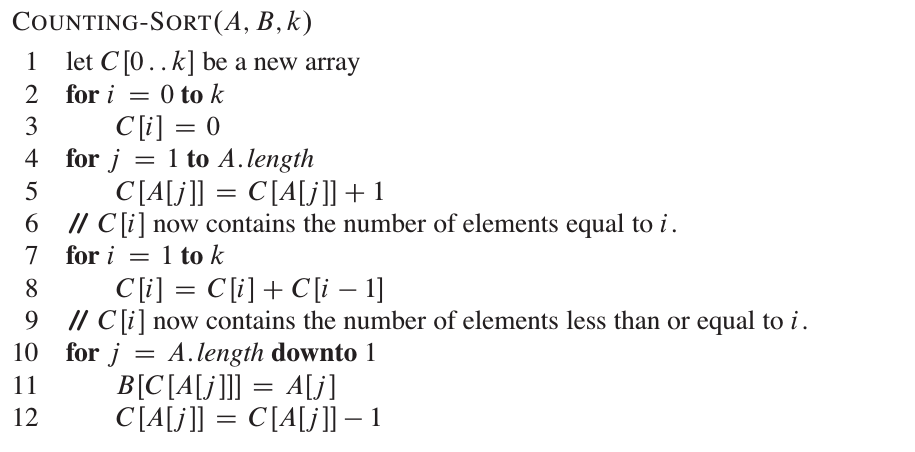 COUNTING-SORT(A, B, k)
1 let C[0..k] be a new array
2 for i = 0 to k
3 C[i] = 0
4 for j = 1 to A.length
5 C[A[j]] = C[A[j]] + 1
6 // C[i] now contains the number of elements equal to i.
7 for i = 1 to k
8 C[i] = C[i] + C[i − 1]
9 // C[i] now contains the number of elements less than or equal to i.
10 for j = A.length downto 1
11 B[C[A[j]]] = A[j]
12 C[A[j]] = C[A[j]] − 1